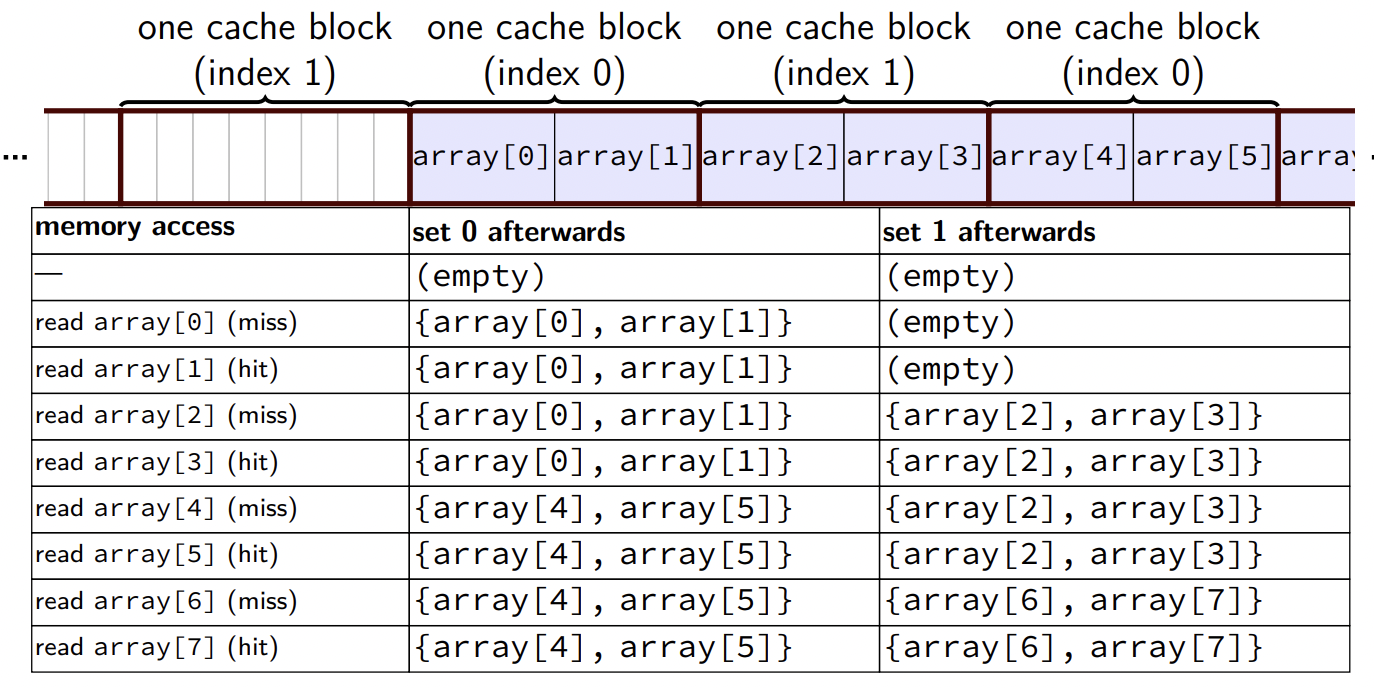 one cache block one cache block one cache block one cache block
(index 1) (index 0) (index 1) (index 0)
... array[0] array[1] array[2] array[3] array[4] array[5] array
memory access set 0 afterwards set 1 afterwards
— (empty) (empty)
read array[0] (miss) {array[0], array[1]} (empty)
read array[1] (hit) {array[0], array[1]} (empty)
read array[2] (miss) {array[0], array[1]} {array[2], array[3]}
read array[3] (hit) {array[0], array[1]} {array[2], array[3]}
read array[4] (miss) {array[4], array[5]} {array[2], array[3]}
read array[5] (hit) {array[4], array[5]} {array[2], array[3]}
read array[6] (miss) {array[4], array[5]} {array[6], array[7]}
read array[7] (hit) {array[4], array[5]} {array[6], array[7]}